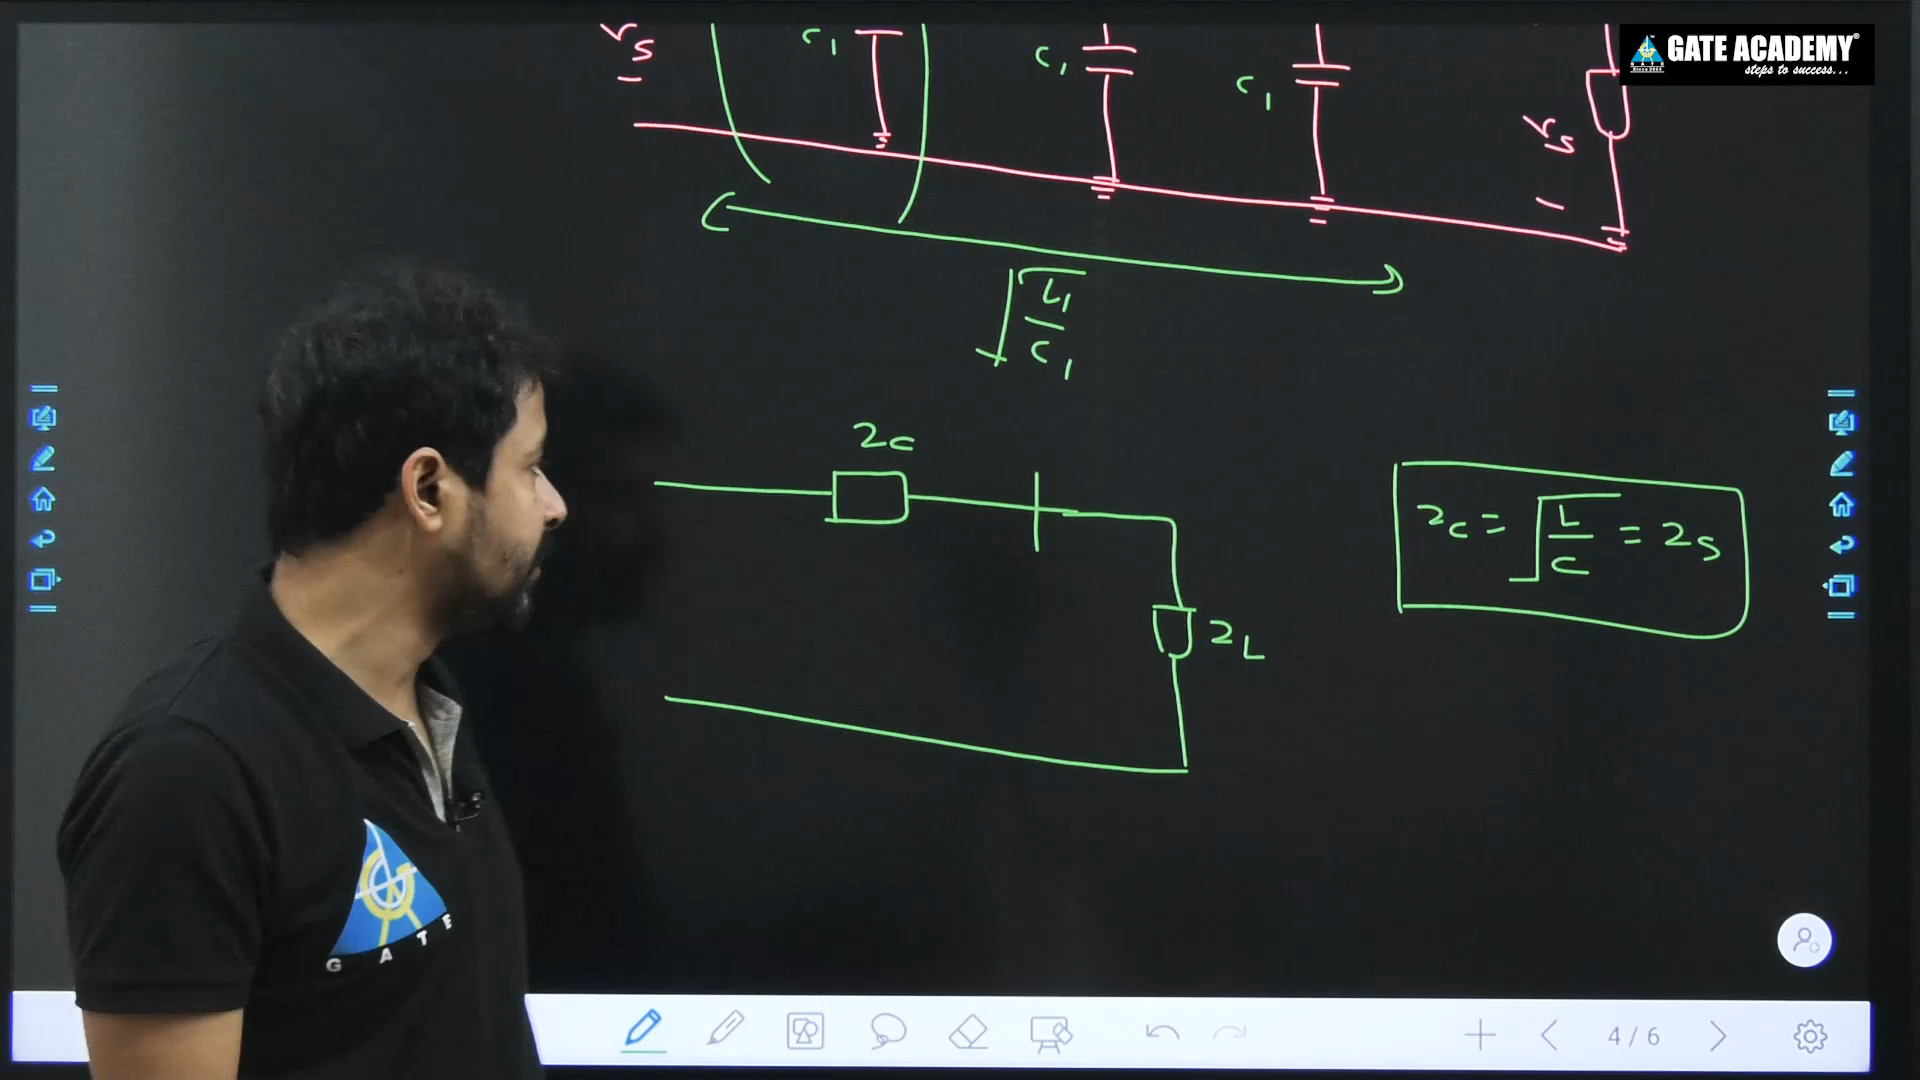 GATE ACADEMY
steps to success...
Vs
C1
C1
C1
Vs
√L1/C1
Zc
Zc = √L/C = Zs
ZL
G A T E
4 / 6